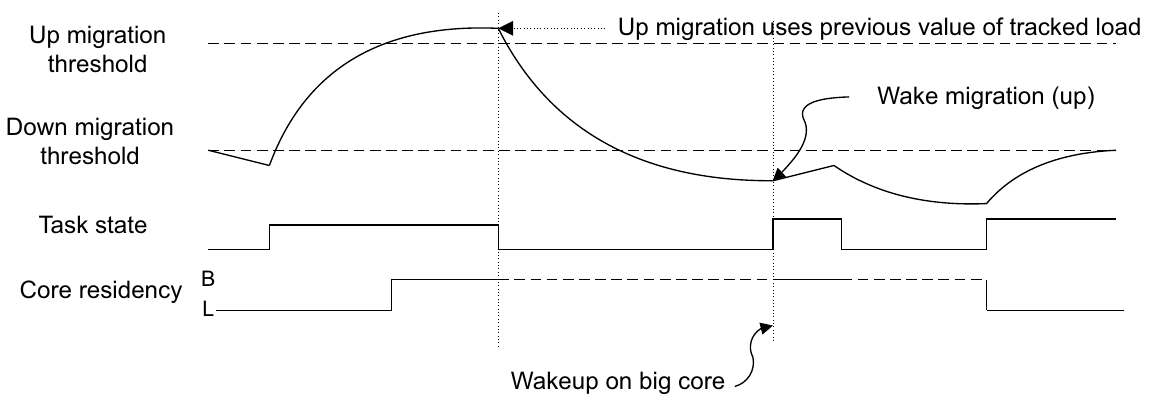 Up migration
threshold
Up migration uses previous value of tracked load
Wake migration (up)
Down migration
threshold
Task state
Core residency
B
L
Wakeup on big core